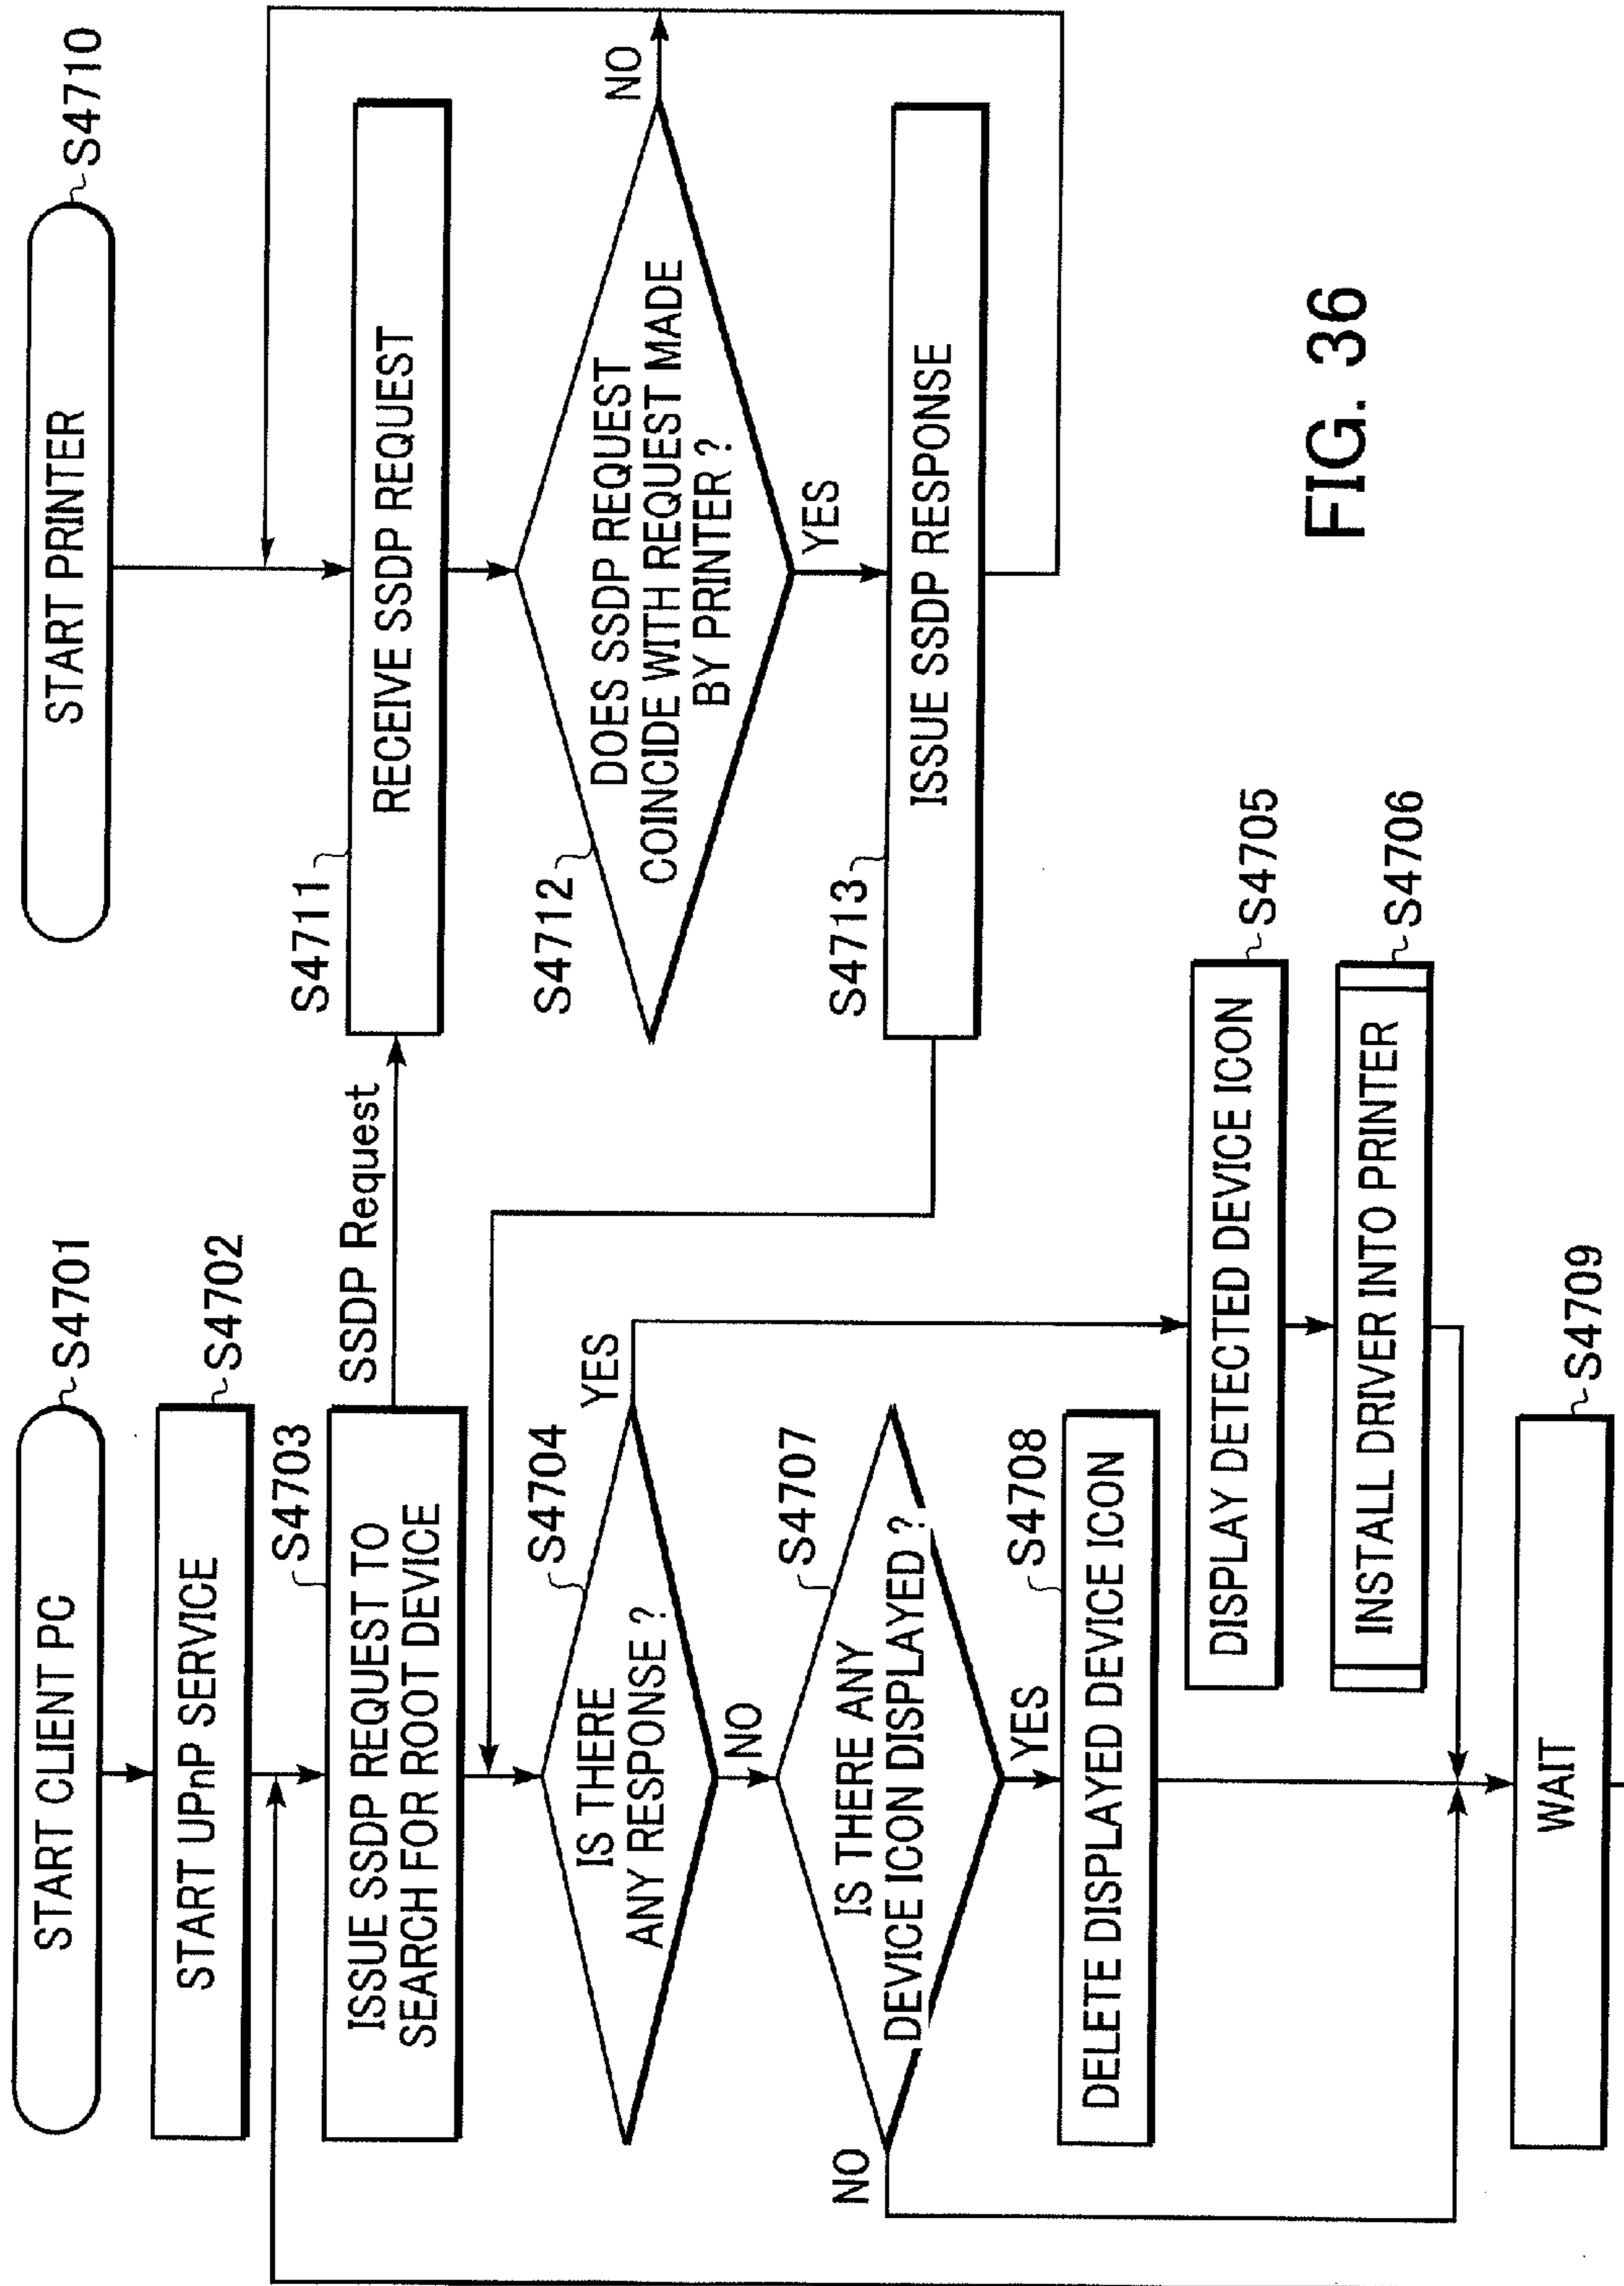 START CLIENT PC
S4701
START UPnP SERVICE
S4702
S4703
ISSUE SSDP REQUEST TO
SEARCH FOR ROOT DEVICE
SSDP Request
S4704
IS THERE
ANY RESPONSE ?
YES
NO
S4707
IS THERE ANY
DEVICE ICON DISPLAYED ?
NO
YES
S4708
DELETE DISPLAYED DEVICE ICON
DISPLAY DETECTED DEVICE ICON
S4705
INSTALL DRIVER INTO PRINTER
S4706
WAIT
S4709
START PRINTER
S4710
S4711
RECEIVE SSDP REQUEST
S4712
DOES SSDP REQUEST
COINCIDE WITH REQUEST MADE
BY PRINTER ?
NO
YES
S4713
ISSUE SSDP RESPONSE
FIG. 36